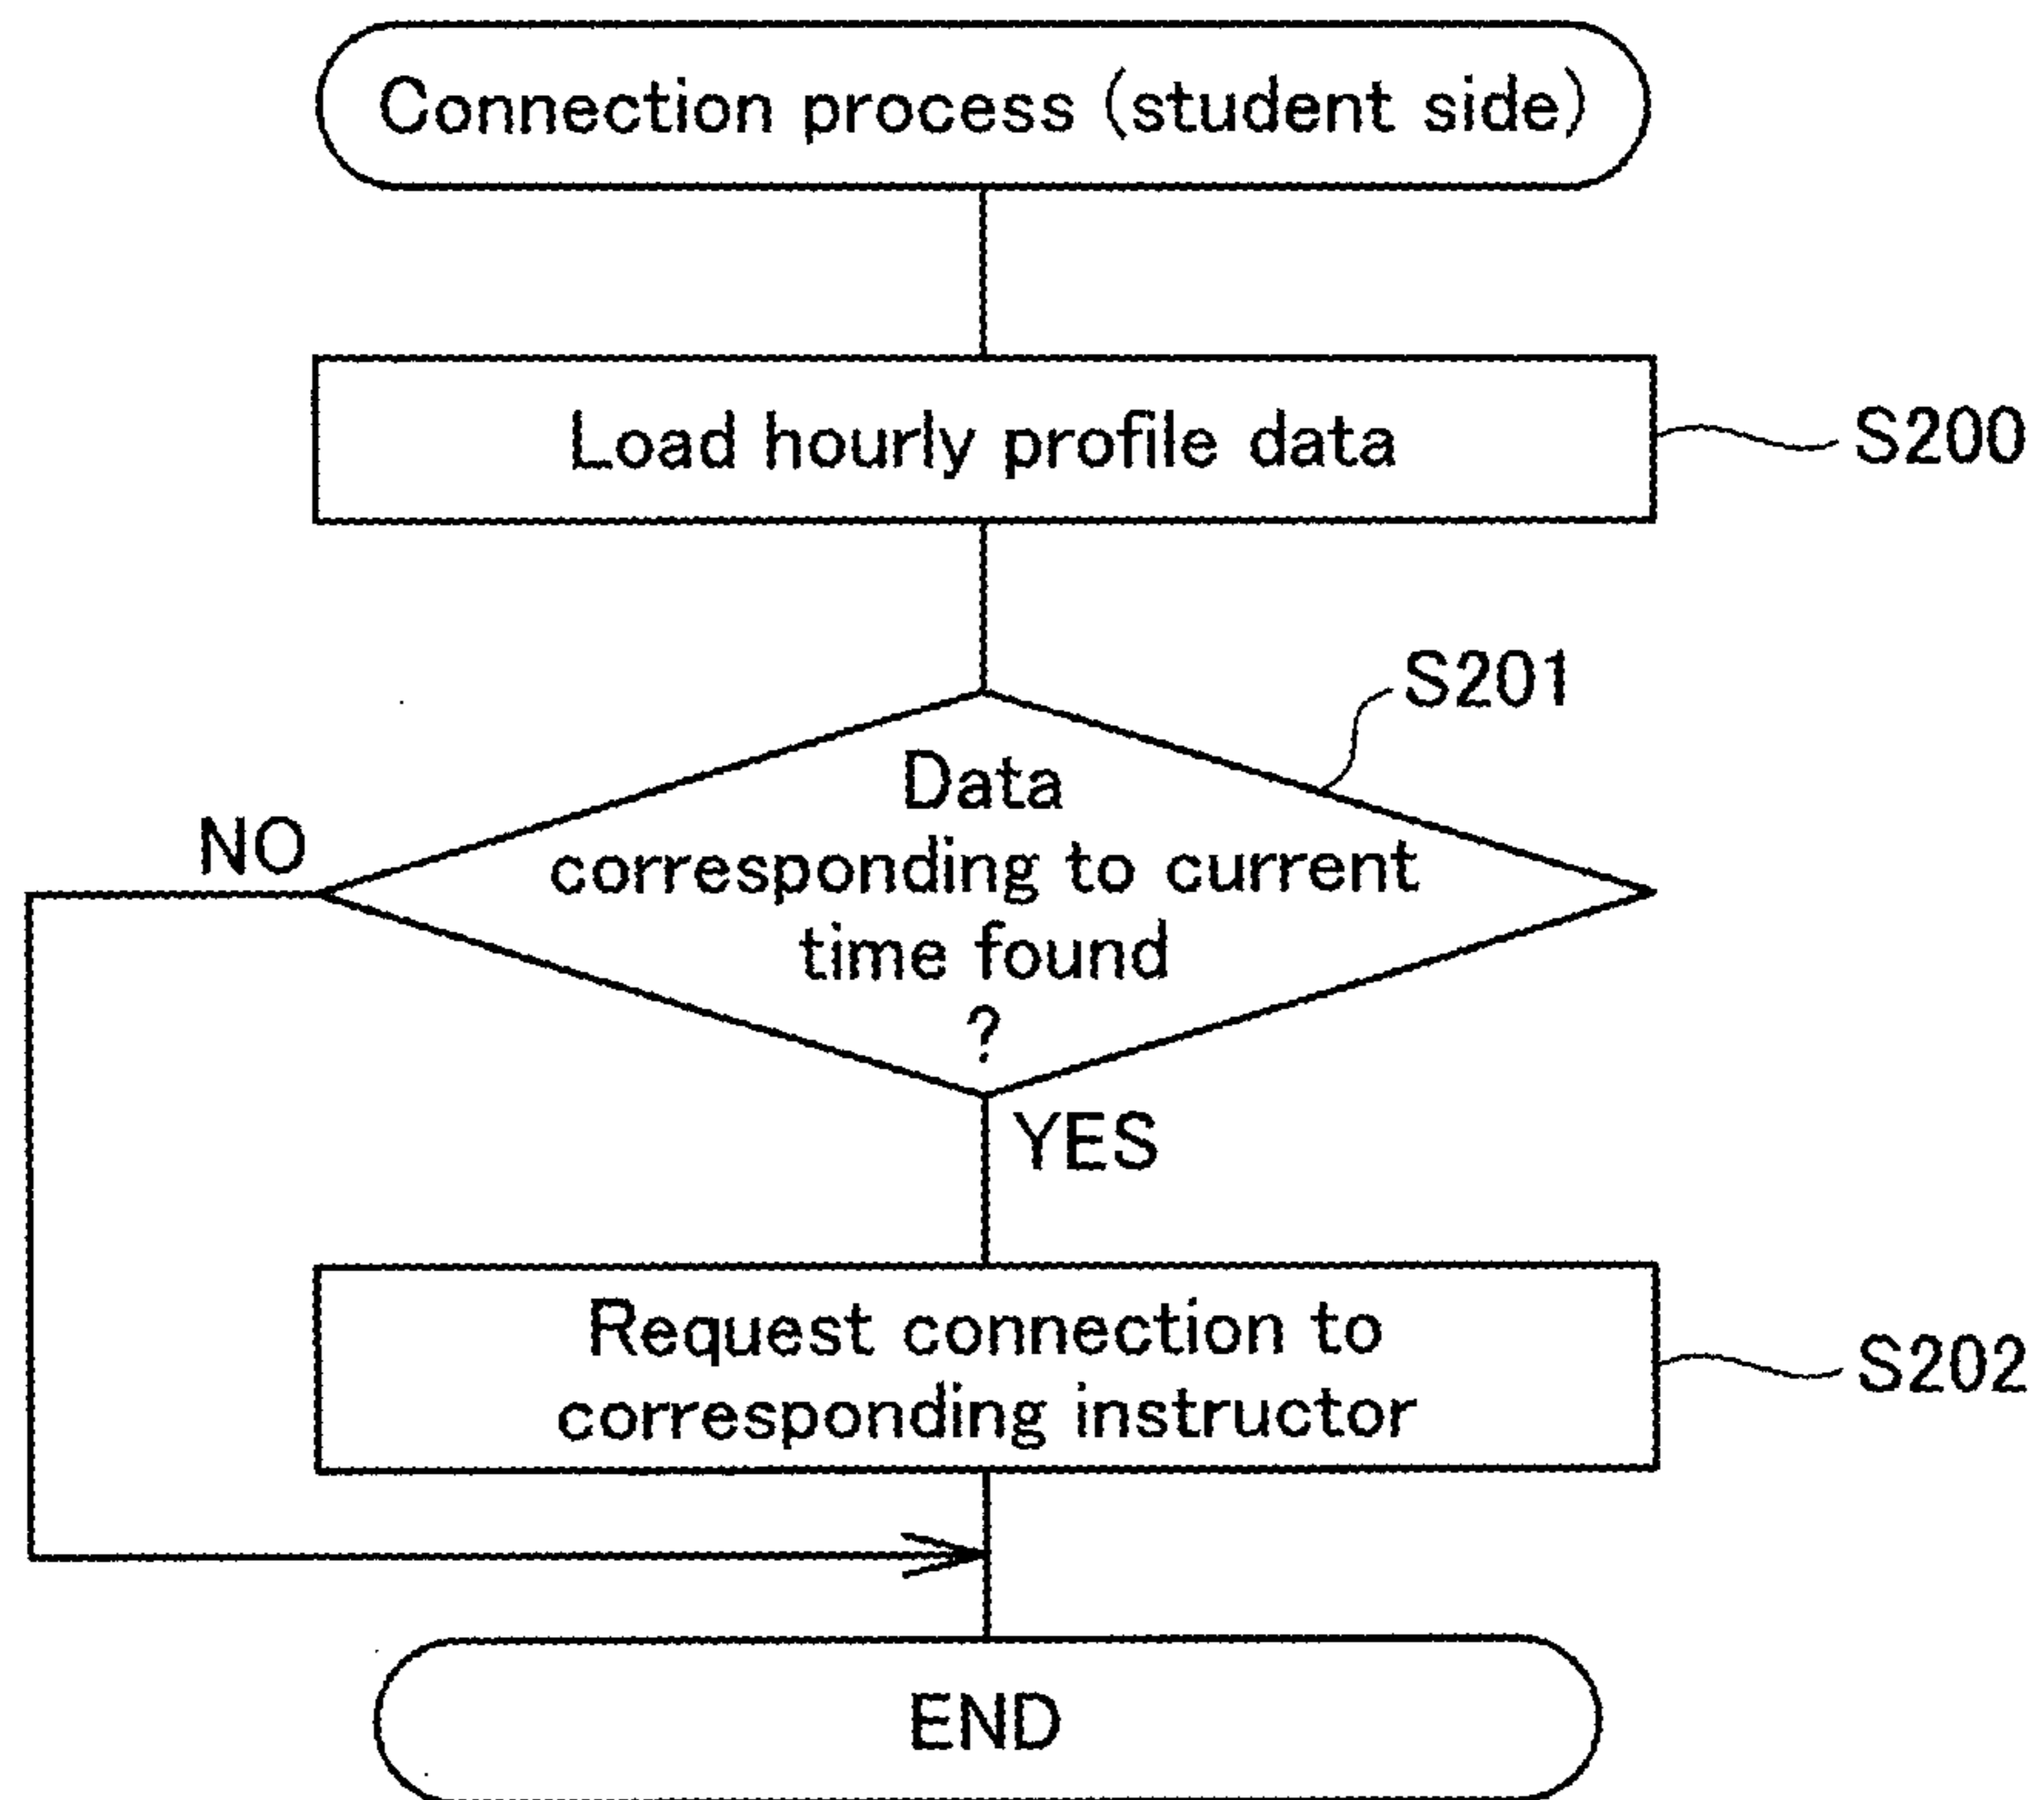 Connection process (student side)
Load hourly profile data
S200
S201
Data
corresponding to current
time found
?
NO
YES
Request connection to
corresponding instructor
S202
END